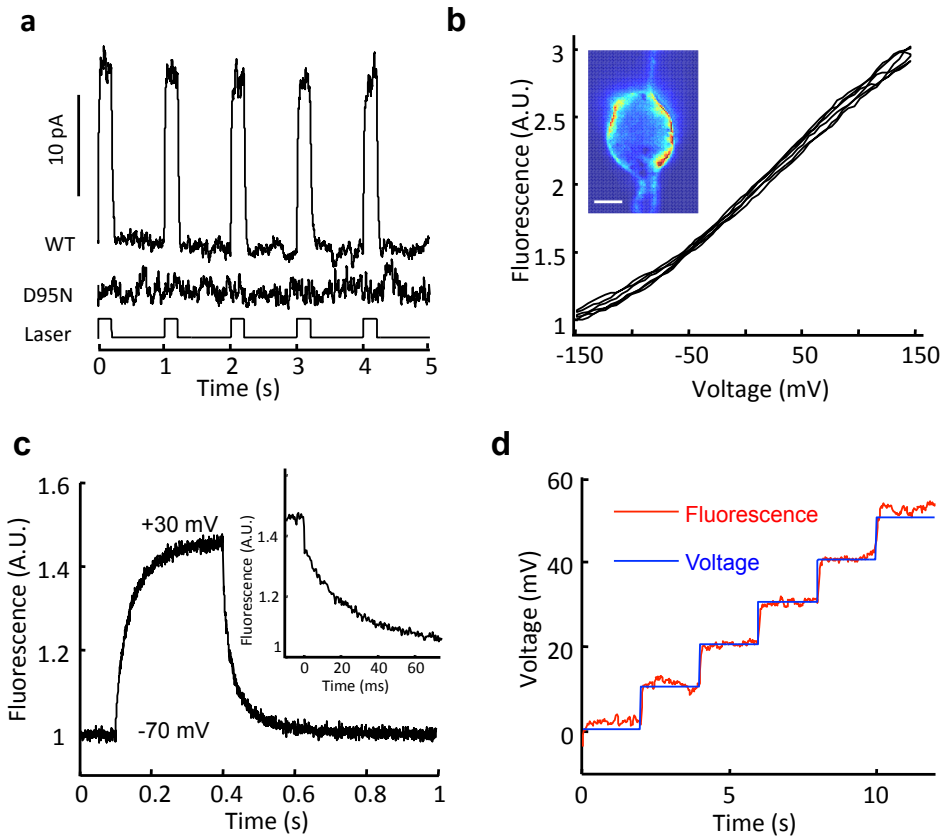 a
10 pA
WT
D95N
Laser
0 1 2 3 4 5
Time (s)
b
Fluorescence (A.U.)
3
2.5
2
1.5
1
-150 -50 50 150
Voltage (mV)
c
Fluorescence (A.U.)
1.6
1.4
1.2
1
+30 mV
-70 mV
0 0.2 0.4 0.6 0.8 1
Time (s)
Fluorescence (A.U.)
1.4
1.2
1
0 20 40 60
Time (ms)
d
Voltage (mV)
60
40
20
0
Fluorescence
Voltage
0 5 10
Time (s)